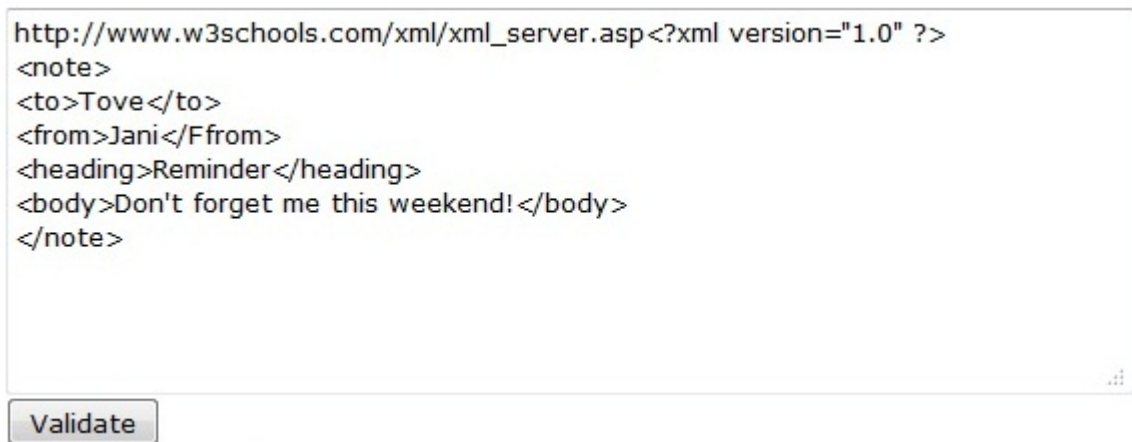 http://www.w3schools.com/xml/xml_server.asp<?xml version="1.0" ?>
<note>
<to>Tove</to>
<from>Jani</Ffrom>
<heading>Reminder</heading>
<body>Don't forget me this weekend!</body>
</note>
Validate